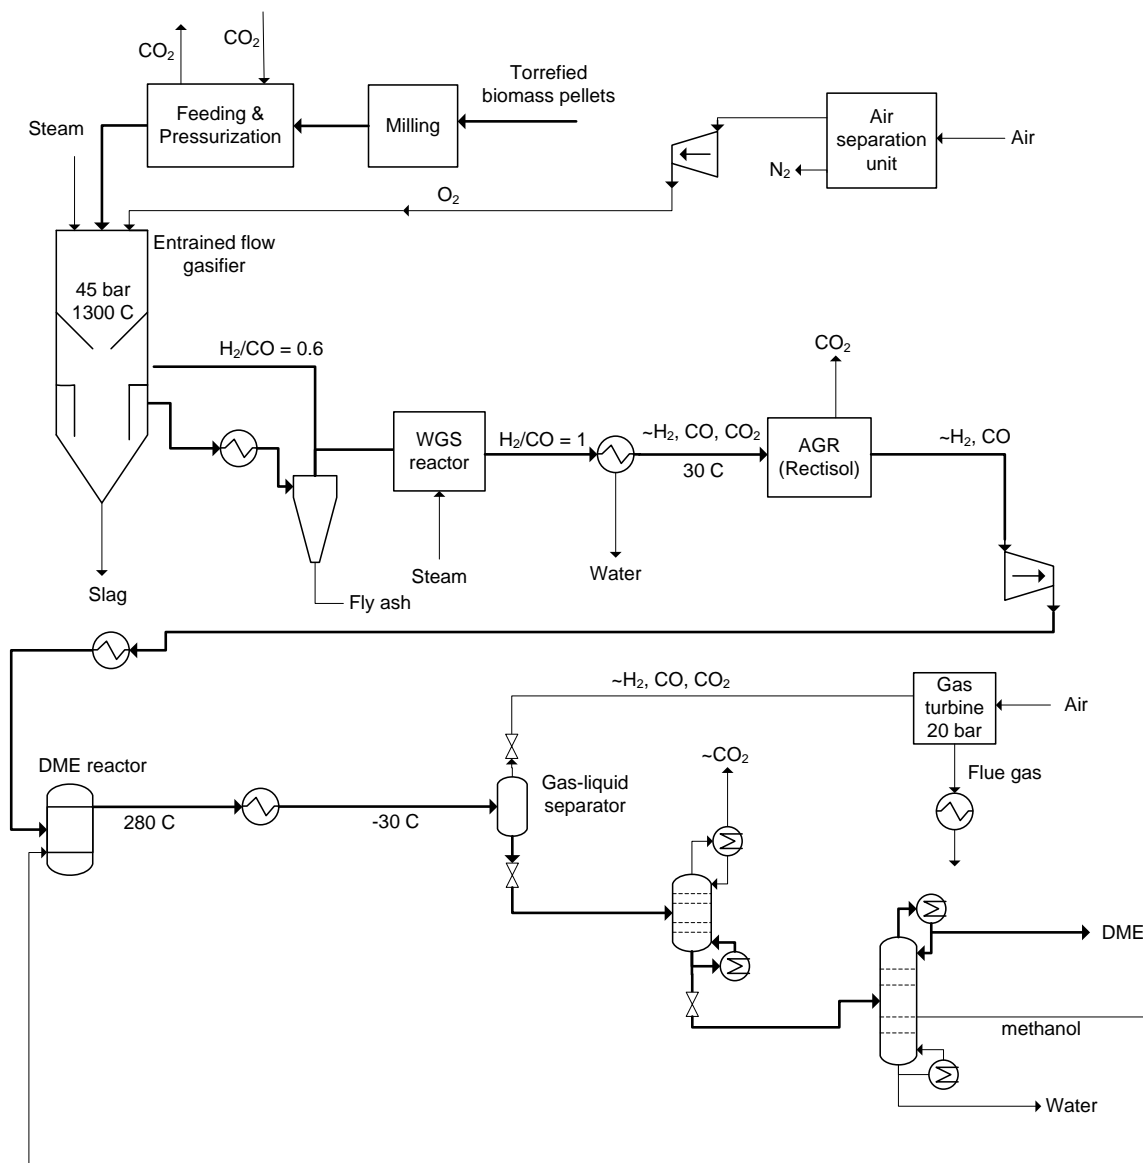 CO₂
CO₂
Torrefied
biomass pellets
Feeding &
Pressurization
Milling
Steam
Air
separation
unit
Air
N₂
O₂
Entrained flow
gasifier
45 bar
1300 C
H₂/CO = 0.6
CO₂
WGS
reactor
H₂/CO = 1
~H₂, CO, CO₂
30 C
AGR
(Rectisol)
~H₂, CO
Steam
Water
Slag
Fly ash
~H₂, CO, CO₂
Gas
turbine
20 bar
Air
DME reactor
~CO₂
Flue gas
Gas-liquid
separator
280 C
-30 C
DME
methanol
Water